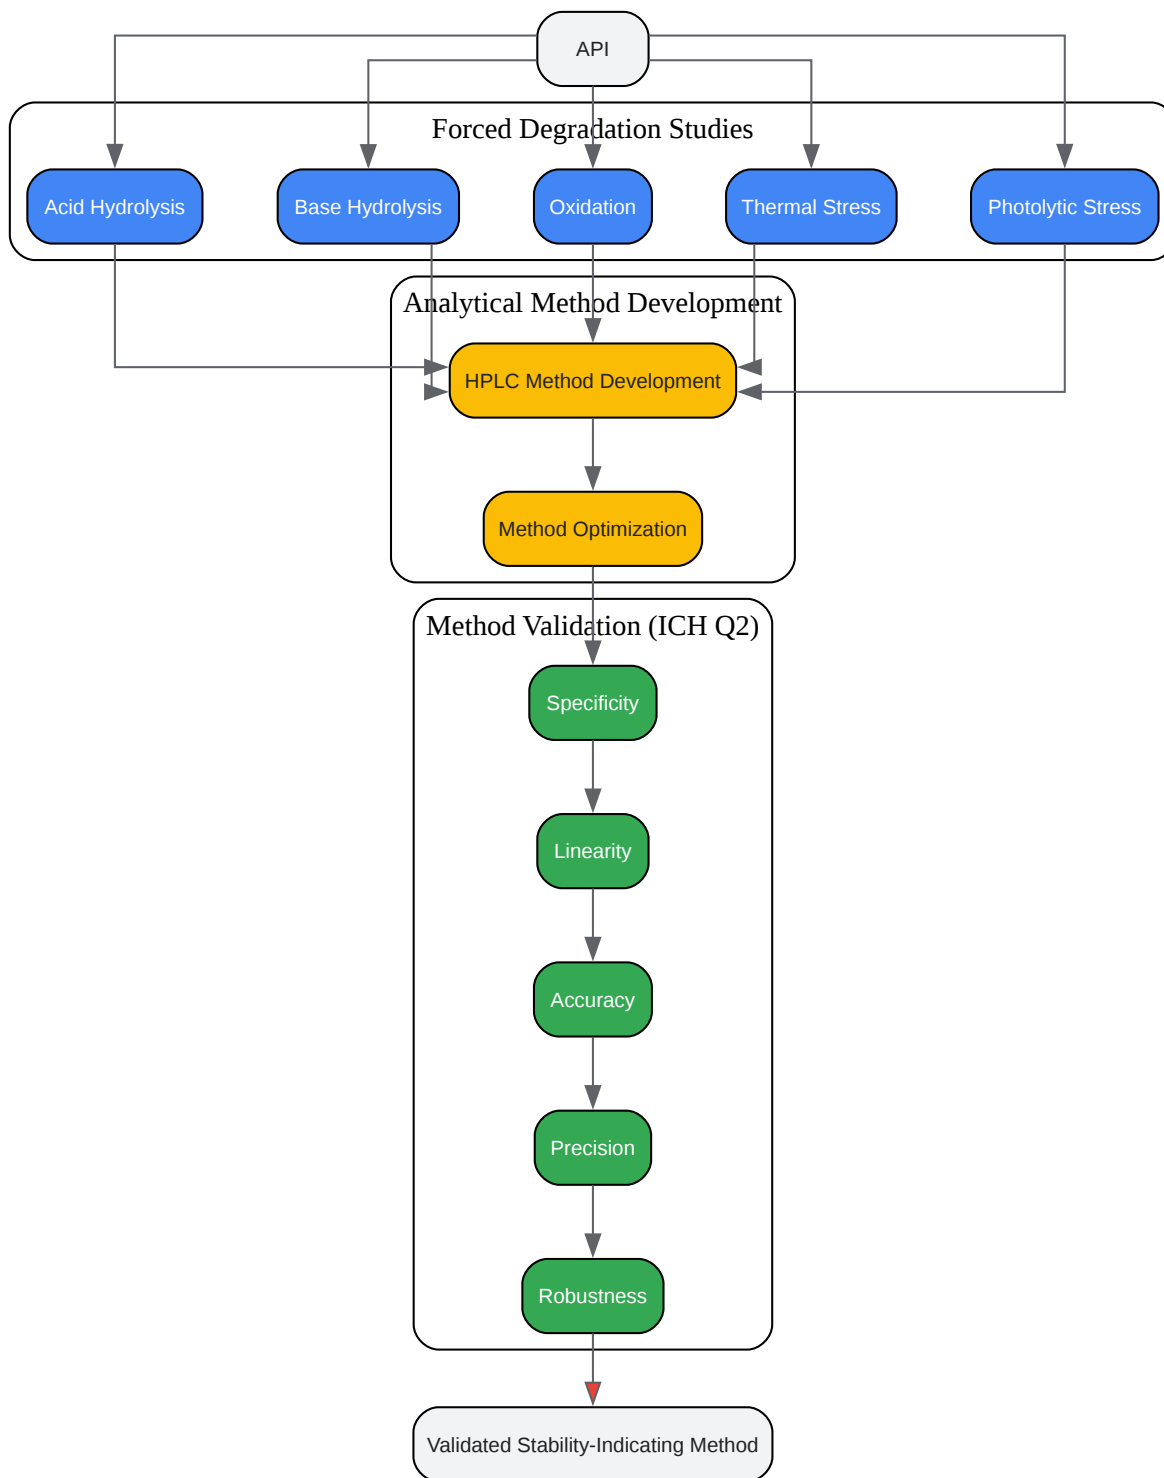 API
Forced Degradation Studies
Acid Hydrolysis
Base Hydrolysis
Oxidation
Thermal Stress
Photolytic Stress
Analytical Method Development
HPLC Method Development
Method Optimization
Method Validation (ICH Q2)
Specificity
Linearity
Accuracy
Precision
Robustness
Validated Stability-Indicating Method